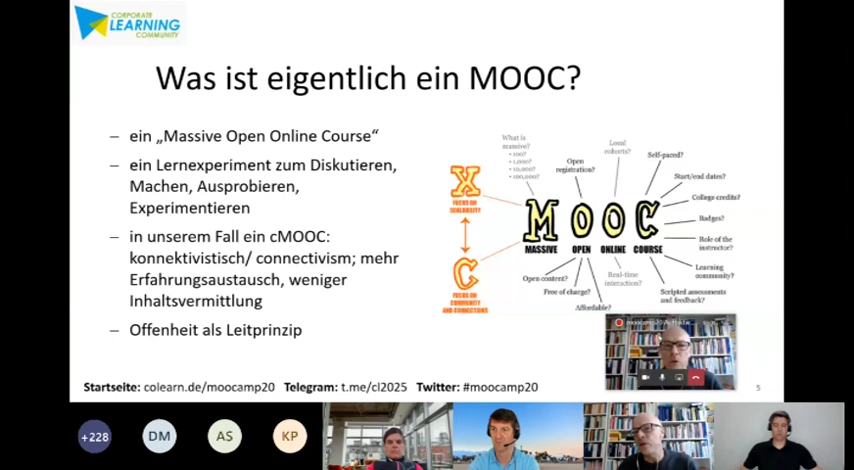 CORPORATE
LEARNING
COMMUNITY
Was ist eigentlich ein MOOC?
– ein „Massive Open Online Course“
– ein Lernexperiment zum Diskutieren,
Machen, Ausprobieren,
Experimentieren
– in unserem Fall ein cMOOC:
konnektivistisch/ connectivism; mehr
Erfahrungsaustausch, weniger
Inhaltsvermittlung
– Offenheit als Leitprinzip
X
FOCUS ON
SCALABILITY
C
FOCUS ON
COMMUNITY
AND CONNECTIONS
What is
massive?
• 100?
• 1,000?
• 10,000?
• 100,000?
Open
registration?
Local
cohorts?
Self-paced?
Start/end dates?
College credits?
Badges?
Role of the
instructor?
Learning
community?
Scripted assessments
and feedback?
MOOC
MASSIVE OPEN ONLINE COURSE
Open content?
Free of charge?
Affordable?
Real-time
interaction?
Startseite: colearn.de/moocamp20 Telegram: t.me/cl2025 Twitter: #moocamp20
5
+228
DM
AS
KP